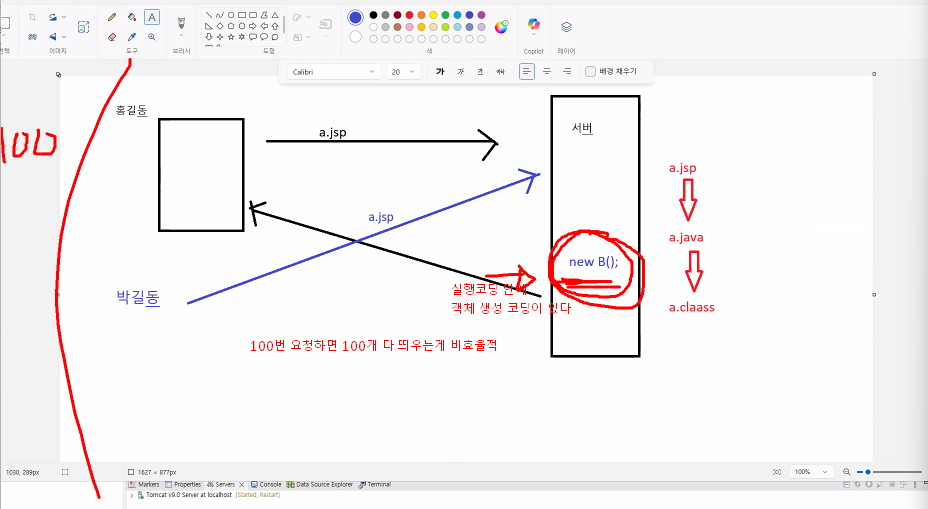 이미지
도구
브러시
도형
색
Copilot
레이어
Calibri
20
가 가 가 가
배경 채우기
홍길동
100
a.jsp
서버
a.jsp
a.jsp
a.java
new B();
박길동
실행코딩 안에
객체 생성 코딩이 있다
a.claass
100번 요청하면 100개 다 띄우는게 비효율적
1030, 289px
1627 × 877px
100%
Markers Properties Servers Console Data Source Explorer Terminal
Tomcat v9.0 Server at localhost [Started, Restart]